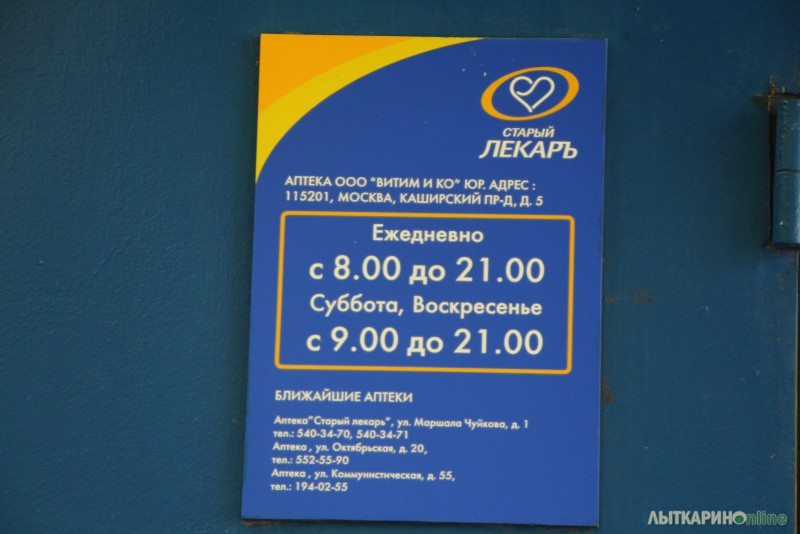 СТАРЫЙ
ЛЕКАРЪ
АПТЕКА ООО "ВИТИМ И КО" ЮР. АДРЕС :
115201, МОСКВА, КАШИРСКИЙ ПР-Д, Д. 5
Ежедневно
с 8.00 до 21.00
Суббота, Воскресенье
с 9.00 до 21.00
БЛИЖАЙШИЕ АПТЕКИ
Аптека"Старый лекарь", ул. Маршала Чуйкова, д. 1
тел.: 540-34-70, 540-34-71
Аптека , ул. Октябрьская, д. 20,
тел.: 552-55-90
Аптека , ул. Коммунистическая, д. 55,
тел.: 194-02-55
ЛЫТКАРИНОonline